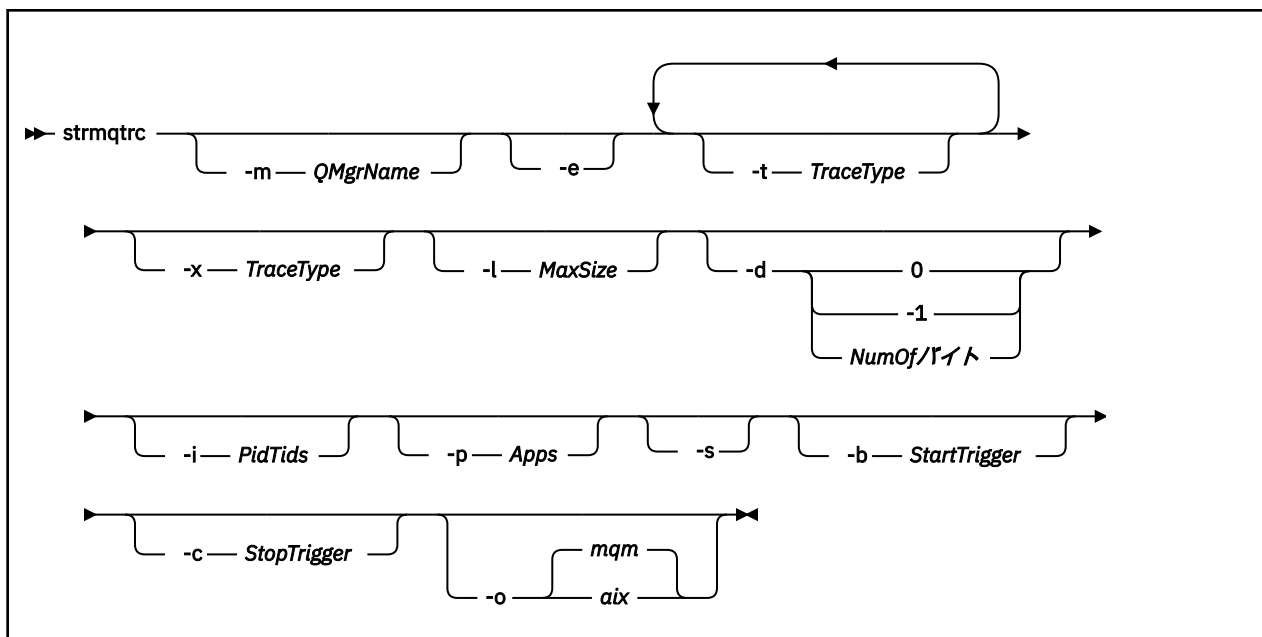 strmqtrc -m QMgrName -e -t TraceType
-x TraceType -l MaxSize -d 0
-1
NumOfバイト
-i PidTids -p Apps -s -b StartTrigger
-c StopTrigger mqm
-o aix